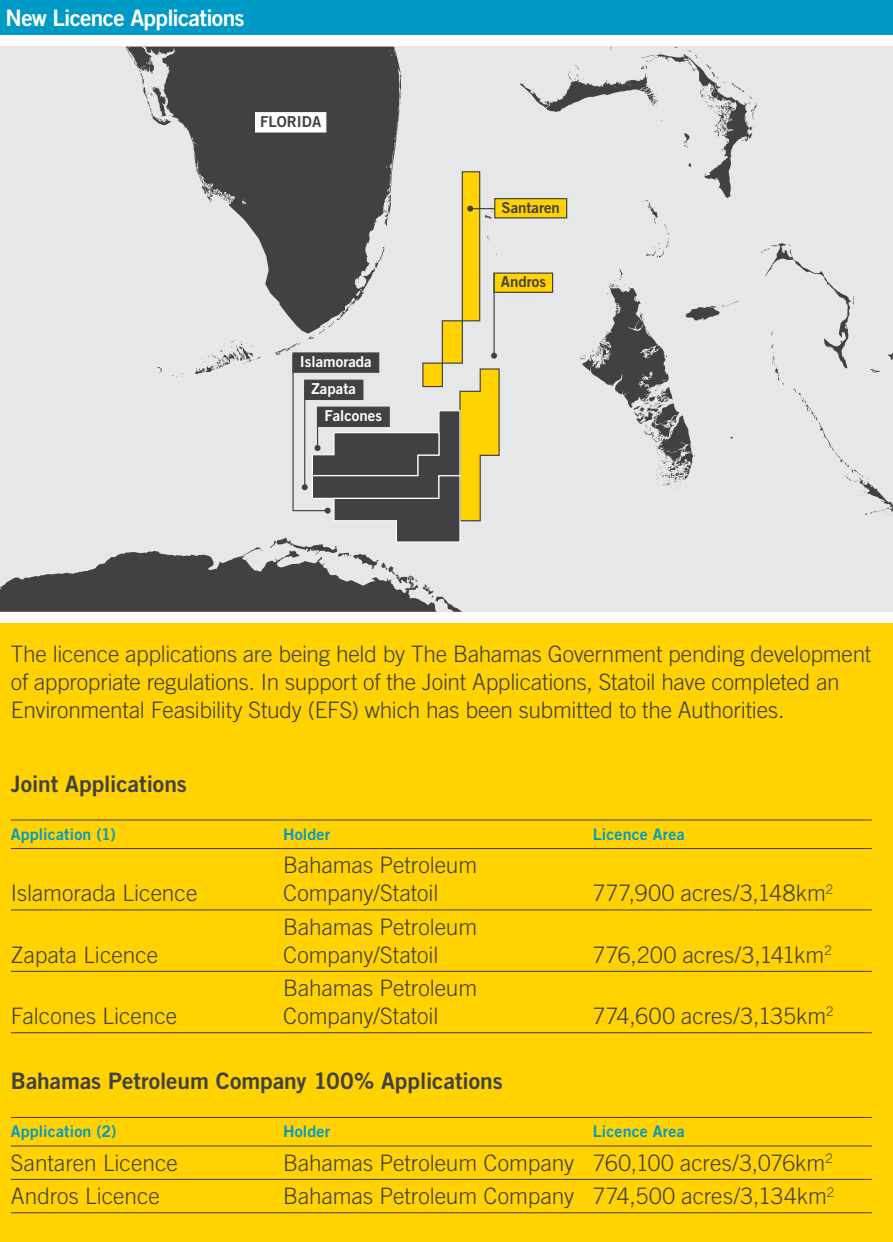 New Licence Applications
FLORIDA
Santaren
Andros
Islamorada
Zapata
Falcones
The licence applications are being held by The Bahamas Government pending development
of appropriate regulations. In support of the Joint Applications, Statoil have completed an
Environmental Feasibility Study (EFS) which has been submitted to the Authorities.
Joint Applications
Application (1) Holder Licence Area
Bahamas Petroleum
Islamorada Licence Company/Statoil 777,900 acres/3,148km²
Bahamas Petroleum
Zapata Licence Company/Statoil 776,200 acres/3,141km²
Bahamas Petroleum
Falcones Licence Company/Statoil 774,600 acres/3,135km²
Bahamas Petroleum Company 100% Applications
Application (2) Holder Licence Area
Santaren Licence Bahamas Petroleum Company 760,100 acres/3,076km²
Andros Licence Bahamas Petroleum Company 774,500 acres/3,134km²